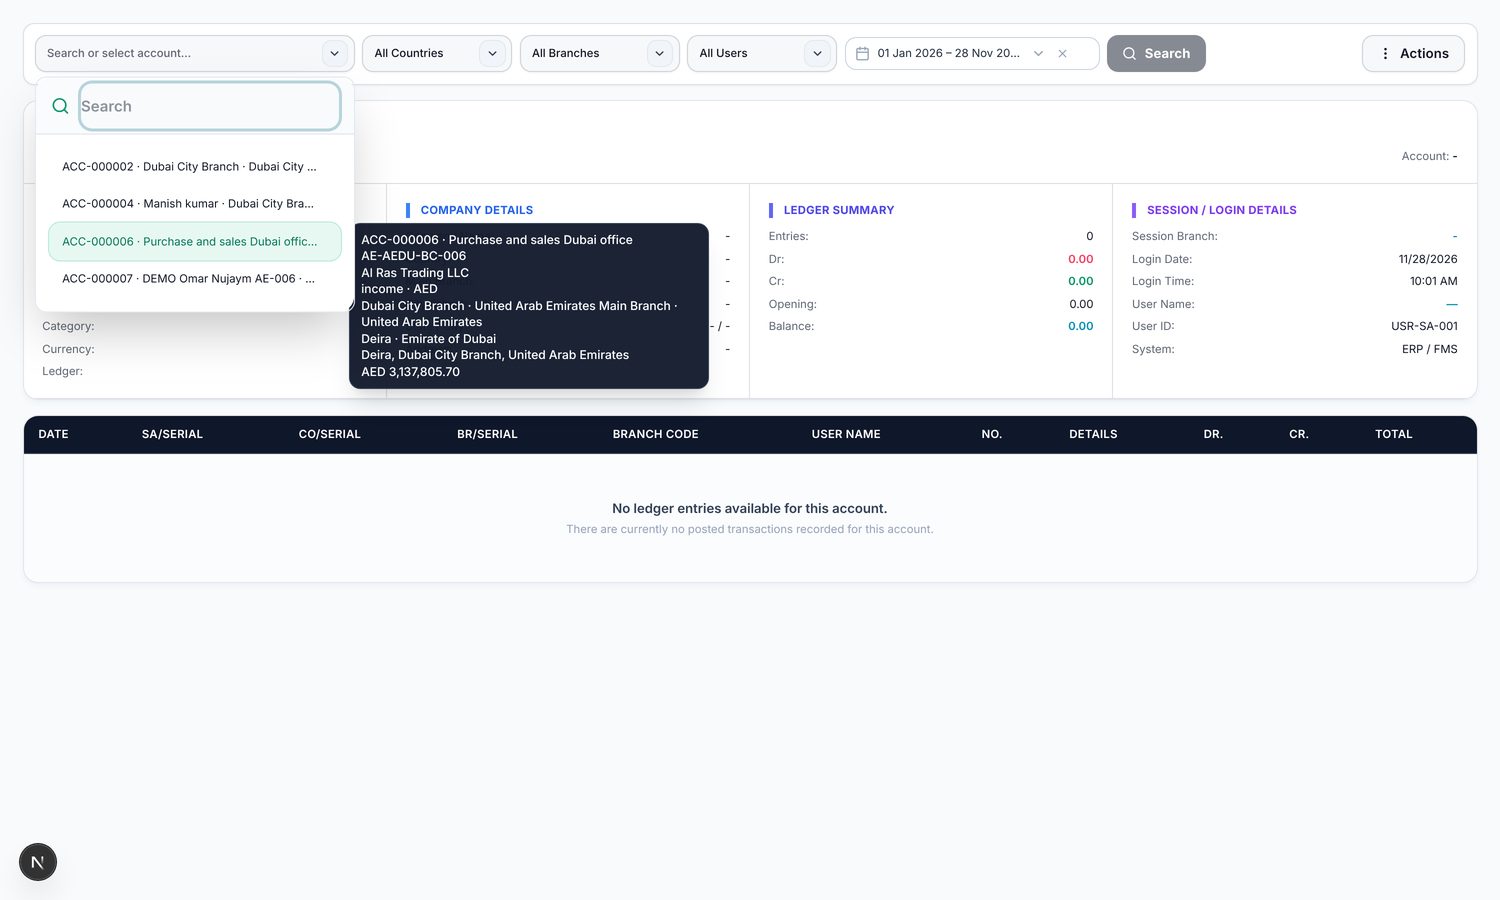 Search or select account...
All Countries
All Branches
All Users
01 Jan 2026 – 28 Nov 20...
Search
Actions
Search
ACC-000002 · Dubai City Branch · Dubai City ...
ACC-000004 · Manish kumar · Dubai City Bra...
ACC-000006 · Purchase and sales Dubai offic...
ACC-000007 · DEMO Omar Nujaym AE-006 · ...
Account: -
Category:
Currency:
Ledger:
COMPANY DETAILS
-
-
-
-
- / -
-
ACC-000006 · Purchase and sales Dubai office
AE-AEDU-BC-006
Al Ras Trading LLC
income · AED
Dubai City Branch · United Arab Emirates Main Branch ·
United Arab Emirates
Deira · Emirate of Dubai
Deira, Dubai City Branch, United Arab Emirates
AED 3,137,805.70
LEDGER SUMMARY
Entries: 0
Dr: 0.00
Cr: 0.00
Opening: 0.00
Balance: 0.00
SESSION / LOGIN DETAILS
Session Branch: -
Login Date: 11/28/2026
Login Time: 10:01 AM
User Name: —
User ID: USR-SA-001
System: ERP / FMS
DATE SA/SERIAL CO/SERIAL BR/SERIAL BRANCH CODE USER NAME NO. DETAILS DR. CR. TOTAL
No ledger entries available for this account.
There are currently no posted transactions recorded for this account.
N